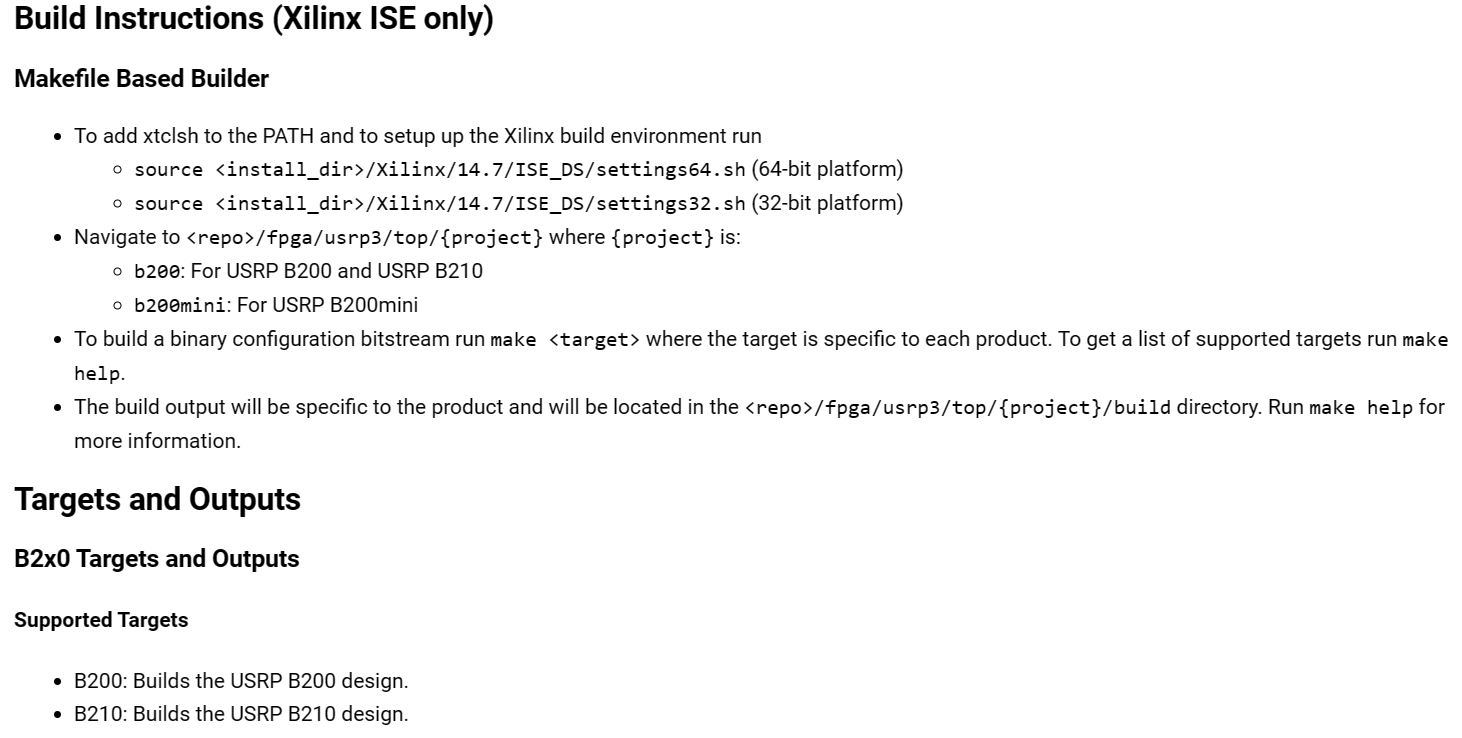 Build Instructions (Xilinx ISE only)
Makefile Based Builder
• To add xtclsh to the PATH and to setup up the Xilinx build environment run
◦ source <install_dir>/Xilinx/14.7/ISE_DS/settings64.sh (64-bit platform)
◦ source <install_dir>/Xilinx/14.7/ISE_DS/settings32.sh (32-bit platform)
• Navigate to <repo>/fpga/usrp3/top/{project} where {project} is:
◦ b200: For USRP B200 and USRP B210
◦ b200mini: For USRP B200mini
• To build a binary configuration bitstream run make <target> where the target is specific to each product. To get a list of supported targets run make
help.
• The build output will be specific to the product and will be located in the <repo>/fpga/usrp3/top/{project}/build directory. Run make help for
more information.
Targets and Outputs
B2x0 Targets and Outputs
Supported Targets
• B200: Builds the USRP B200 design.
• B210: Builds the USRP B210 design.